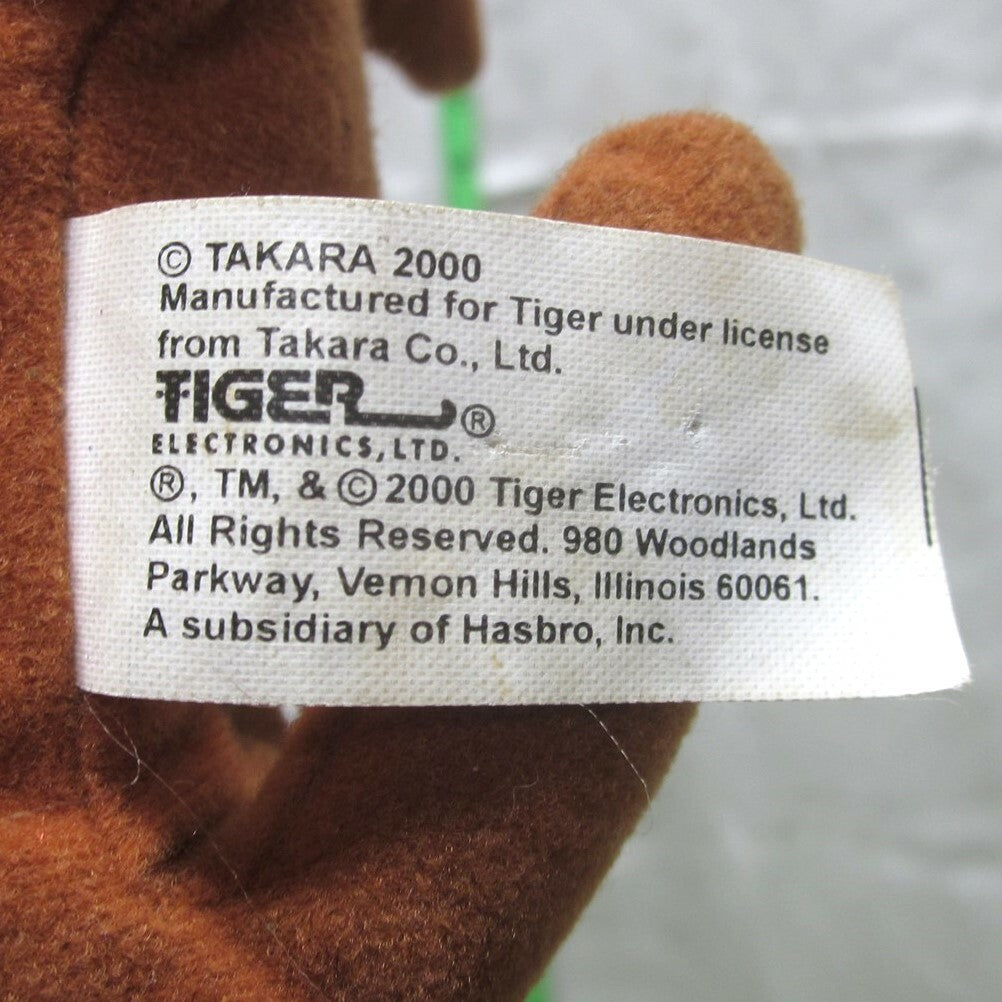 © TAKARA 2000
Manufactured for Tiger under license
from Takara Co., Ltd.
TIGER®
ELECTRONICS, LTD.
®, TM, & © 2000 Tiger Electronics, Ltd.
All Rights Reserved. 980 Woodlands
Parkway, Vernon Hills, Illinois 60061.
A subsidiary of Hasbro, Inc.